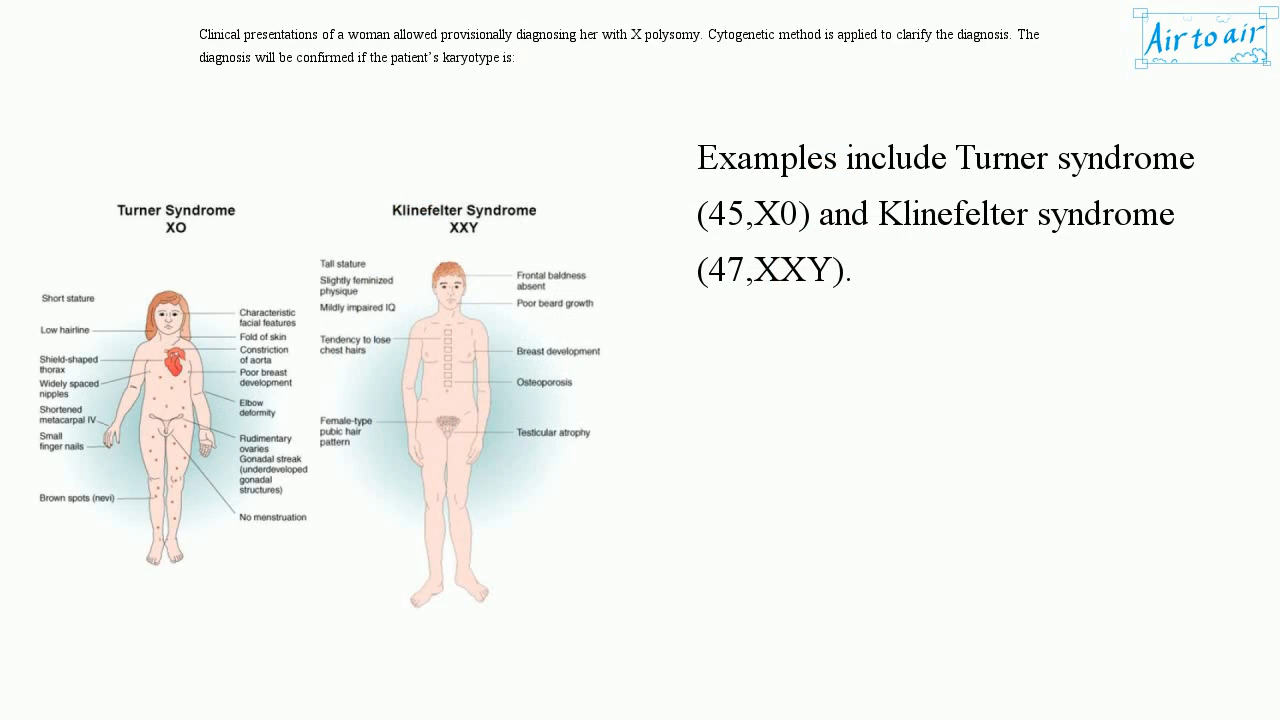 Clinical presentations of a woman allowed provisionally diagnosing her with X polysomy. Cytogenetic method is applied to clarify the diagnosis. The
diagnosis will be confirmed if the patient’s karyotype is:
Air to air
Examples include Turner syndrome
(45,X0) and Klinefelter syndrome
(47,XXY).
Turner Syndrome
XO
Short stature
Low hairline
Shield-shaped
thorax
Widely spaced
nipples
Shortened
metacarpal IV
Small
finger nails
Brown spots (nevi)
Characteristic
facial features
Fold of skin
Constriction
of aorta
Poor breast
development
Elbow
deformity
Rudimentary
ovaries
Gonadal streak
(underdeveloped
gonadal
structures)
No menstruation
Klinefelter Syndrome
XXY
Tall stature
Slightly feminized
physique
Mildly impaired IQ
Tendency to lose
chest hairs
Female-type
pubic hair
pattern
Frontal baldness
absent
Poor beard growth
Breast development
Osteoporosis
Testicular atrophy